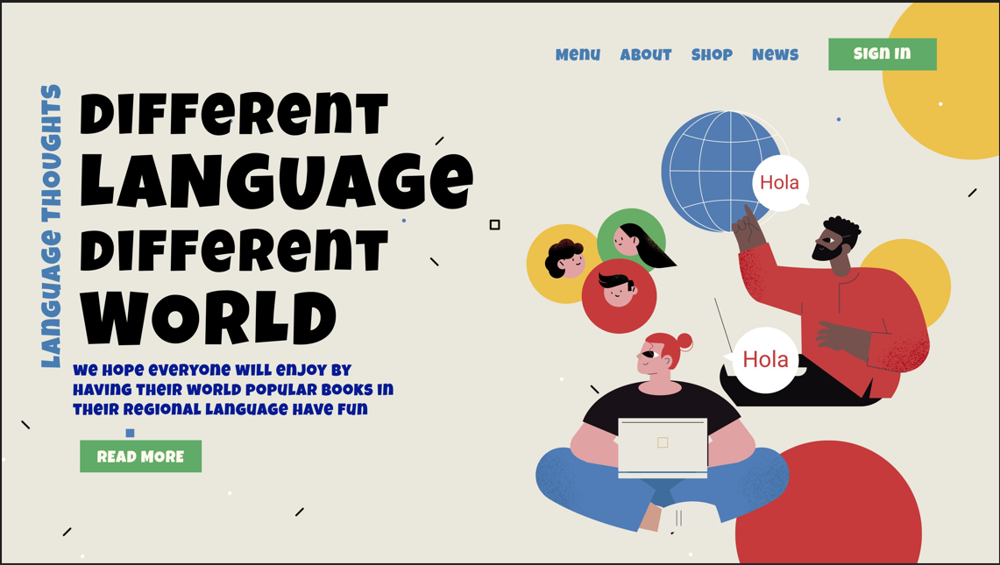 Menu About Shop News Sign in
LANGUAGE THOUGHTS
DIFFERENT
LANGUAGE
DIFFERENT
WORLD
WE HOPE EVERYONE WILL ENJOY BY
HAVING THEIR WORLD POPULAR BOOKS IN
THEIR REGIONAL LANGUAGE HAVE FUN
READ MORE
Hola
Hola